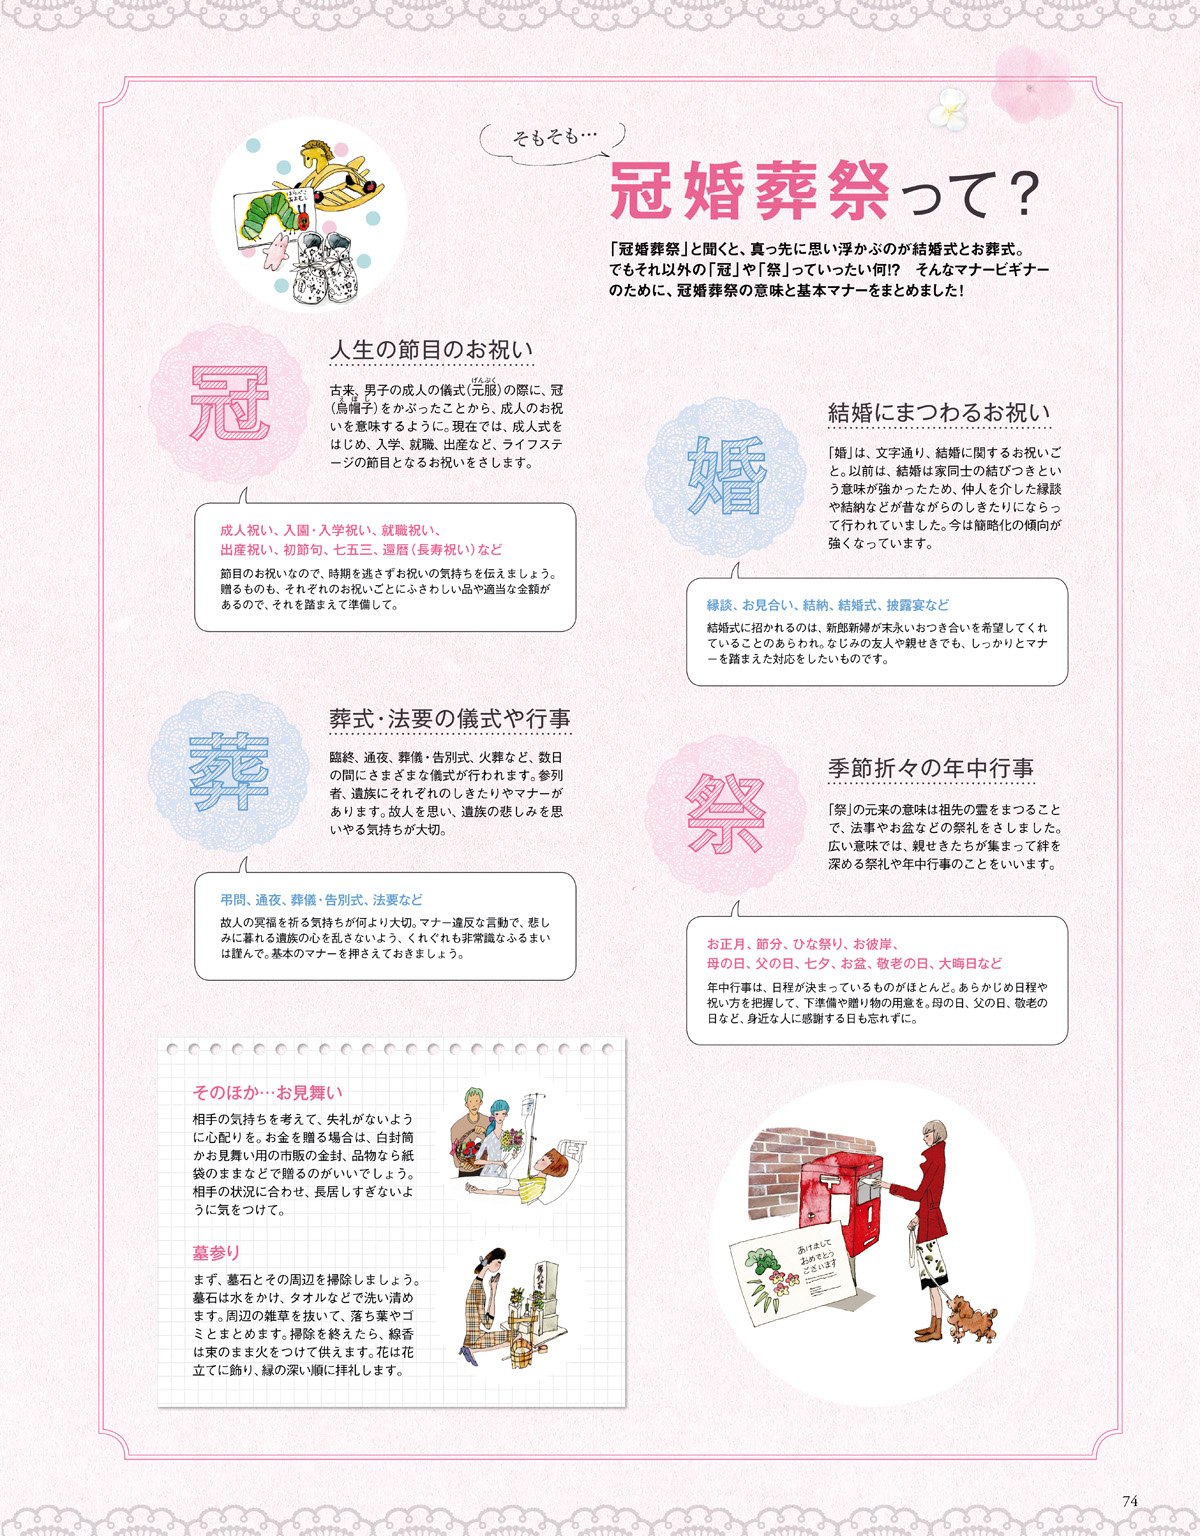 そもそも…
冠婚葬祭って？
「冠婚葬祭」と聞くと、真っ先に思い浮かぶのが結婚式とお葬式。
でもそれ以外の「冠」や「祭」っていったい何!?　そんなマナービギナー
のために、冠婚葬祭の意味と基本マナーをまとめました！
はらぺこ
あおむし
冠
人生の節目のお祝い
古来、男子の成人の儀式（元服）の際に、冠
げんぷく
（烏帽子）をかぶったことから、成人のお祝
えぼし
いを意味するように。現在では、成人式を
はじめ、入学、就職、出産など、ライフステ
ージの節目となるお祝いをさします。
成人祝い、入園・入学祝い、就職祝い、
出産祝い、初節句、七五三、還暦（長寿祝い）など
節目のお祝いなので、時期を逃さずお祝いの気持ちを伝えましょう。
贈るものも、それぞれのお祝いごとにふさわしい品や適当な金額が
あるので、それを踏まえて準備して。
婚
結婚にまつわるお祝い
「婚」は、文字通り、結婚に関するお祝いご
と。以前は、結婚は家同士の結びつきとい
う意味が強かったため、仲人を介した縁談
や結納などが昔ながらのしきたりにならっ
て行われていました。今は簡略化の傾向が
強くなっています。
縁談、お見合い、結納、結婚式、披露宴など
結婚式に招かれるのは、新郎新婦が末永いおつき合いを希望してくれ
ていることのあらわれ。なじみの友人や親せきでも、しっかりとマナ
ーを踏まえた対応をしたいものです。
葬
葬式・法要の儀式や行事
臨終、通夜、葬儀・告別式、火葬など、数日
の間にさまざまな儀式が行われます。参列
者、遺族にそれぞれのしきたりやマナーが
あります。故人を思い、遺族の悲しみを思
いやる気持ちが大切。
弔問、通夜、葬儀・告別式、法要など
故人の冥福を祈る気持ちが何より大切。マナー違反な言動で、悲し
みに暮れる遺族の心を乱さないよう、くれぐれも非常識なふるまい
は謹んで。基本のマナーを押さえておきましょう。
祭
季節折々の年中行事
「祭」の元来の意味は祖先の霊をまつること
で、法事やお盆などの祭礼をさしました。
広い意味では、親せきたちが集まって絆を
深める祭礼や年中行事のことをいいます。
お正月、節分、ひな祭り、お彼岸、
母の日、父の日、七夕、お盆、敬老の日、大晦日など
年中行事は、日程が決まっているものがほとんど。あらかじめ日程や
祝い方を把握して、下準備や贈り物の用意を。母の日、父の日、敬老の
日など、身近な人に感謝する日も忘れずに。
そのほか…お見舞い
相手の気持ちを考えて、失礼がないよう
に心配りを。お金を贈る場合は、白封筒
かお見舞い用の市販の金封、品物なら紙
袋のままなどで贈るのがいいでしょう。
相手の状況に合わせ、長居しすぎないよ
うに気をつけて。
墓参り
まず、墓石とその周辺を掃除しましょう。
墓石は水をかけ、タオルなどで洗い清め
ます。周辺の雑草を抜いて、落ち葉やゴ
ミとまとめます。掃除を終えたら、線香
は束のまま火をつけて供えます。花は花
立てに飾り、縁の深い順に拝礼します。
あけまして
おめでとう
ございます
74